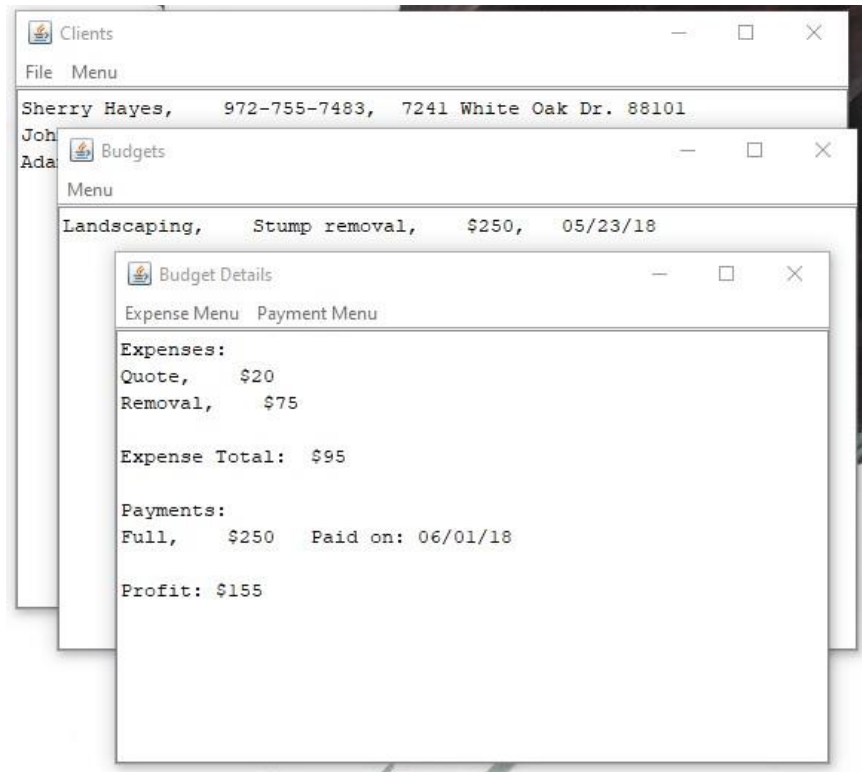 Clients
File Menu
Sherry Hayes, 972-755-7483, 7241 White Oak Dr. 88101
Budgets
Menu
Landscaping, Stump removal, $250, 05/23/18
Budget Details
Expense Menu Payment Menu
Expenses:
Quote, $20
Removal, $75
Expense Total: $95
Payments:
Full, $250 Paid on: 06/01/18
Profit: $155